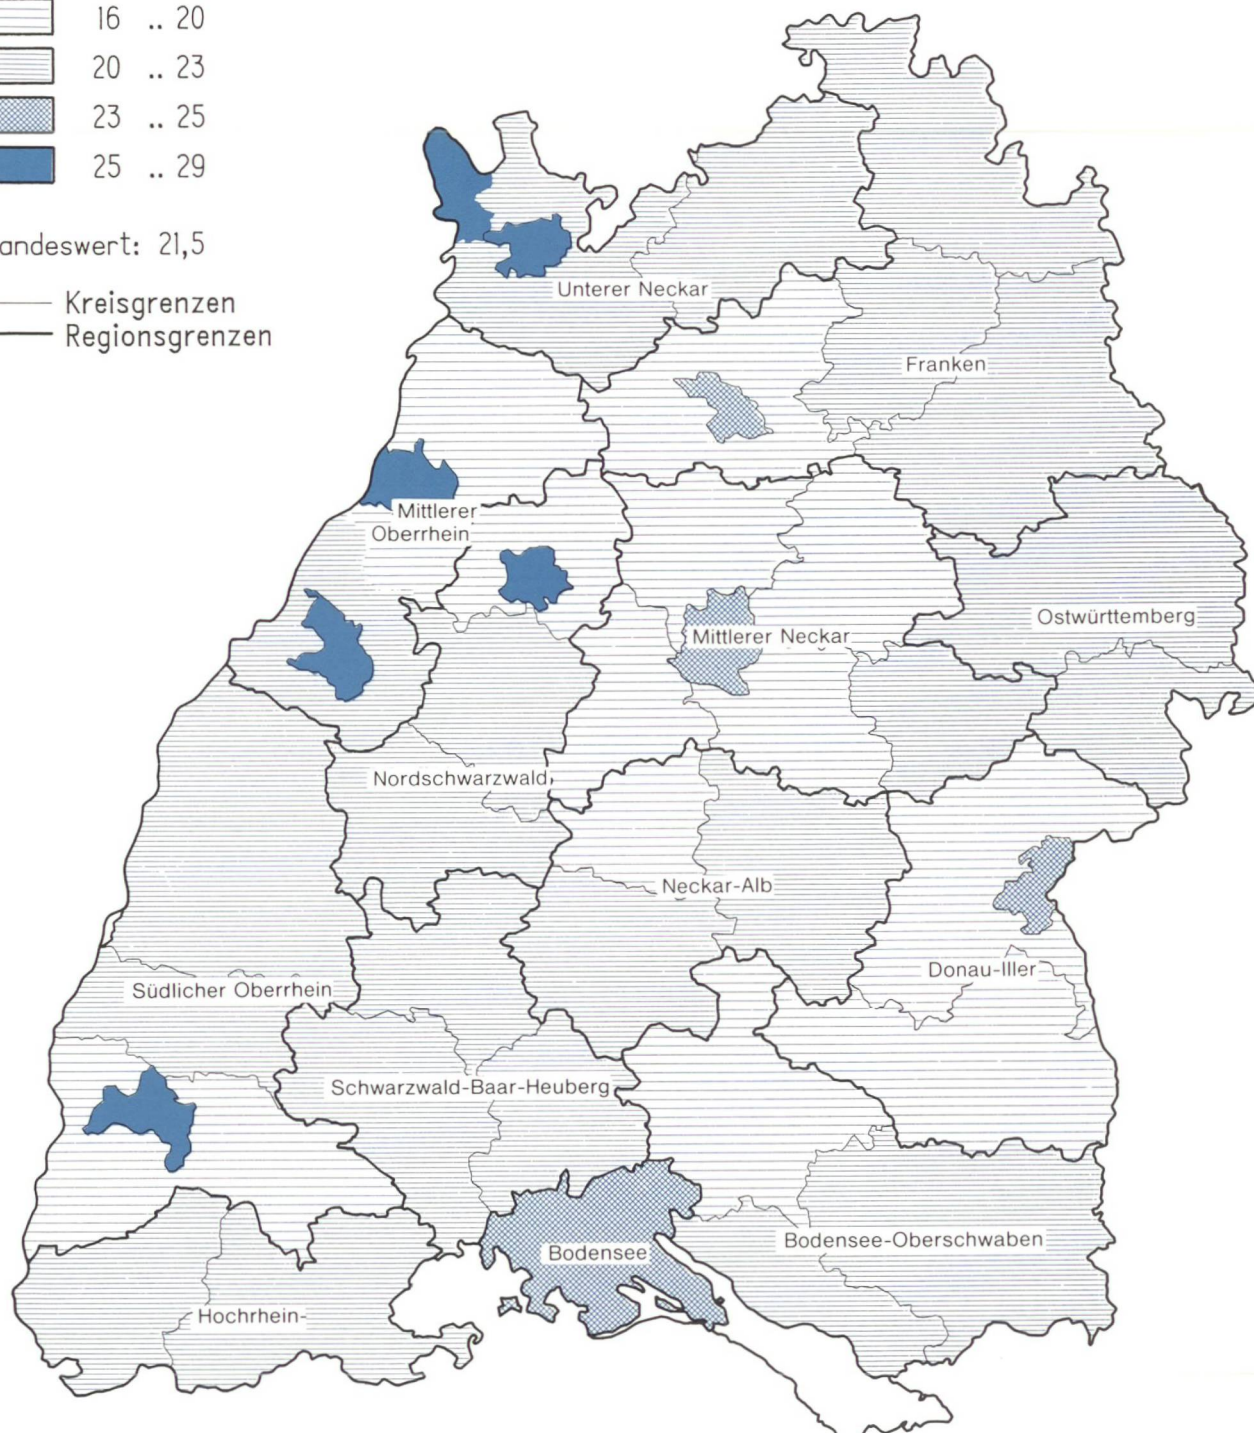 16 .. 20
20 .. 23
23 .. 25
25 .. 29
andeswert: 21,5
Kreisgrenzen
Regionsgrenzen
Unterer Neckar
Franken
Mittlerer
Oberrhein
Ostwürttemberg
Mittlerer Neckar
Nordschwarzwald
Neckar-Alb
Donau-Iller
Südlicher Oberrhein
Schwarzwald-Baar-Heuberg
Bodensee-Oberschwaben
Bodensee
Hochrhein-